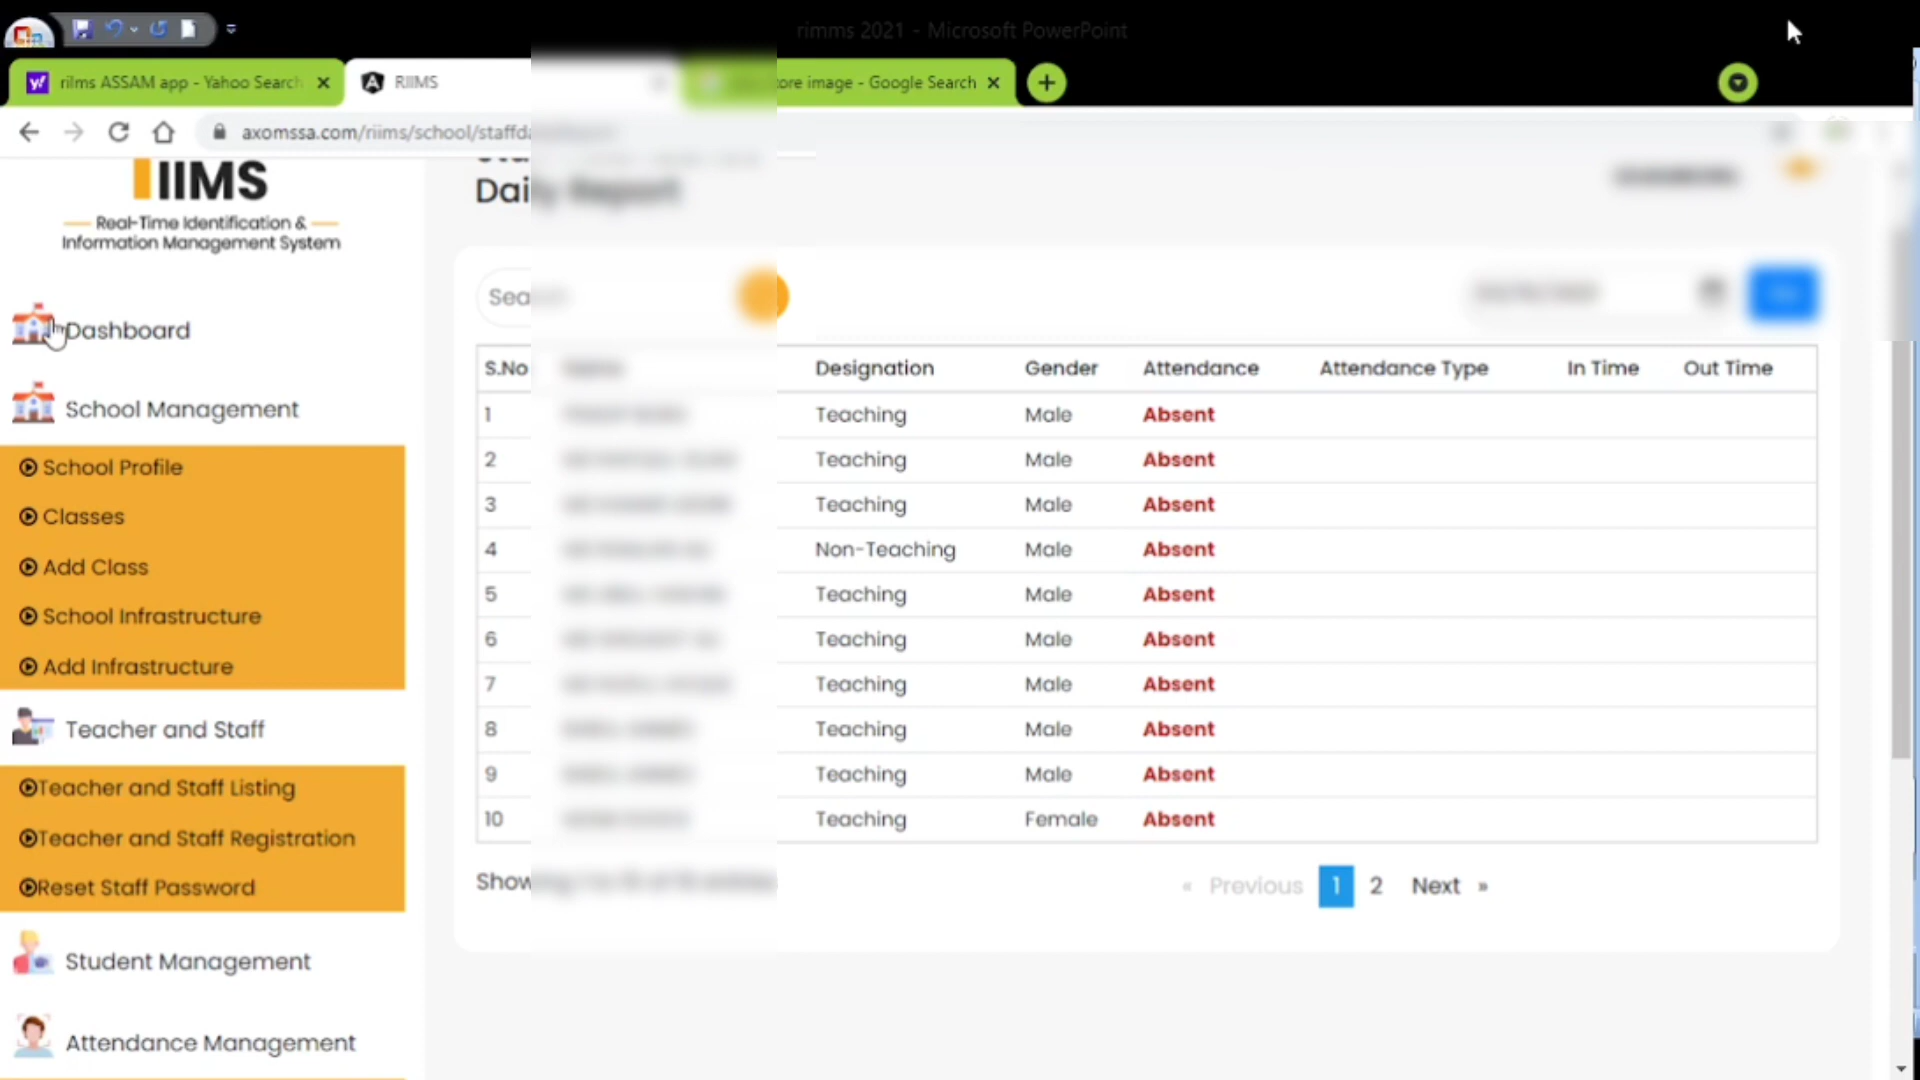 rimms 2021 - Microsoft PowerPoint
rilms ASSAM app - Yahoo Search
RIIMS
ore image - Google Search
axomssa.com/riims/school/staffd
IIMS
Real-Time Identification &
Information Management System
Daily Report
Search
Dashboard
School Management
School Profile
Classes
Add Class
School Infrastructure
Add Infrastructure
Teacher and Staff
Teacher and Staff Listing
Teacher and Staff Registration
Reset Staff Password
Student Management
Attendance Management
S.No Name Designation Gender Attendance Attendance Type In Time Out Time
1 Teaching Male Absent
2 Teaching Male Absent
3 Teaching Male Absent
4 Non-Teaching Male Absent
5 Teaching Male Absent
6 Teaching Male Absent
7 Teaching Male Absent
8 Teaching Male Absent
9 Teaching Male Absent
10 Teaching Female Absent
« Previous 1 2 Next »